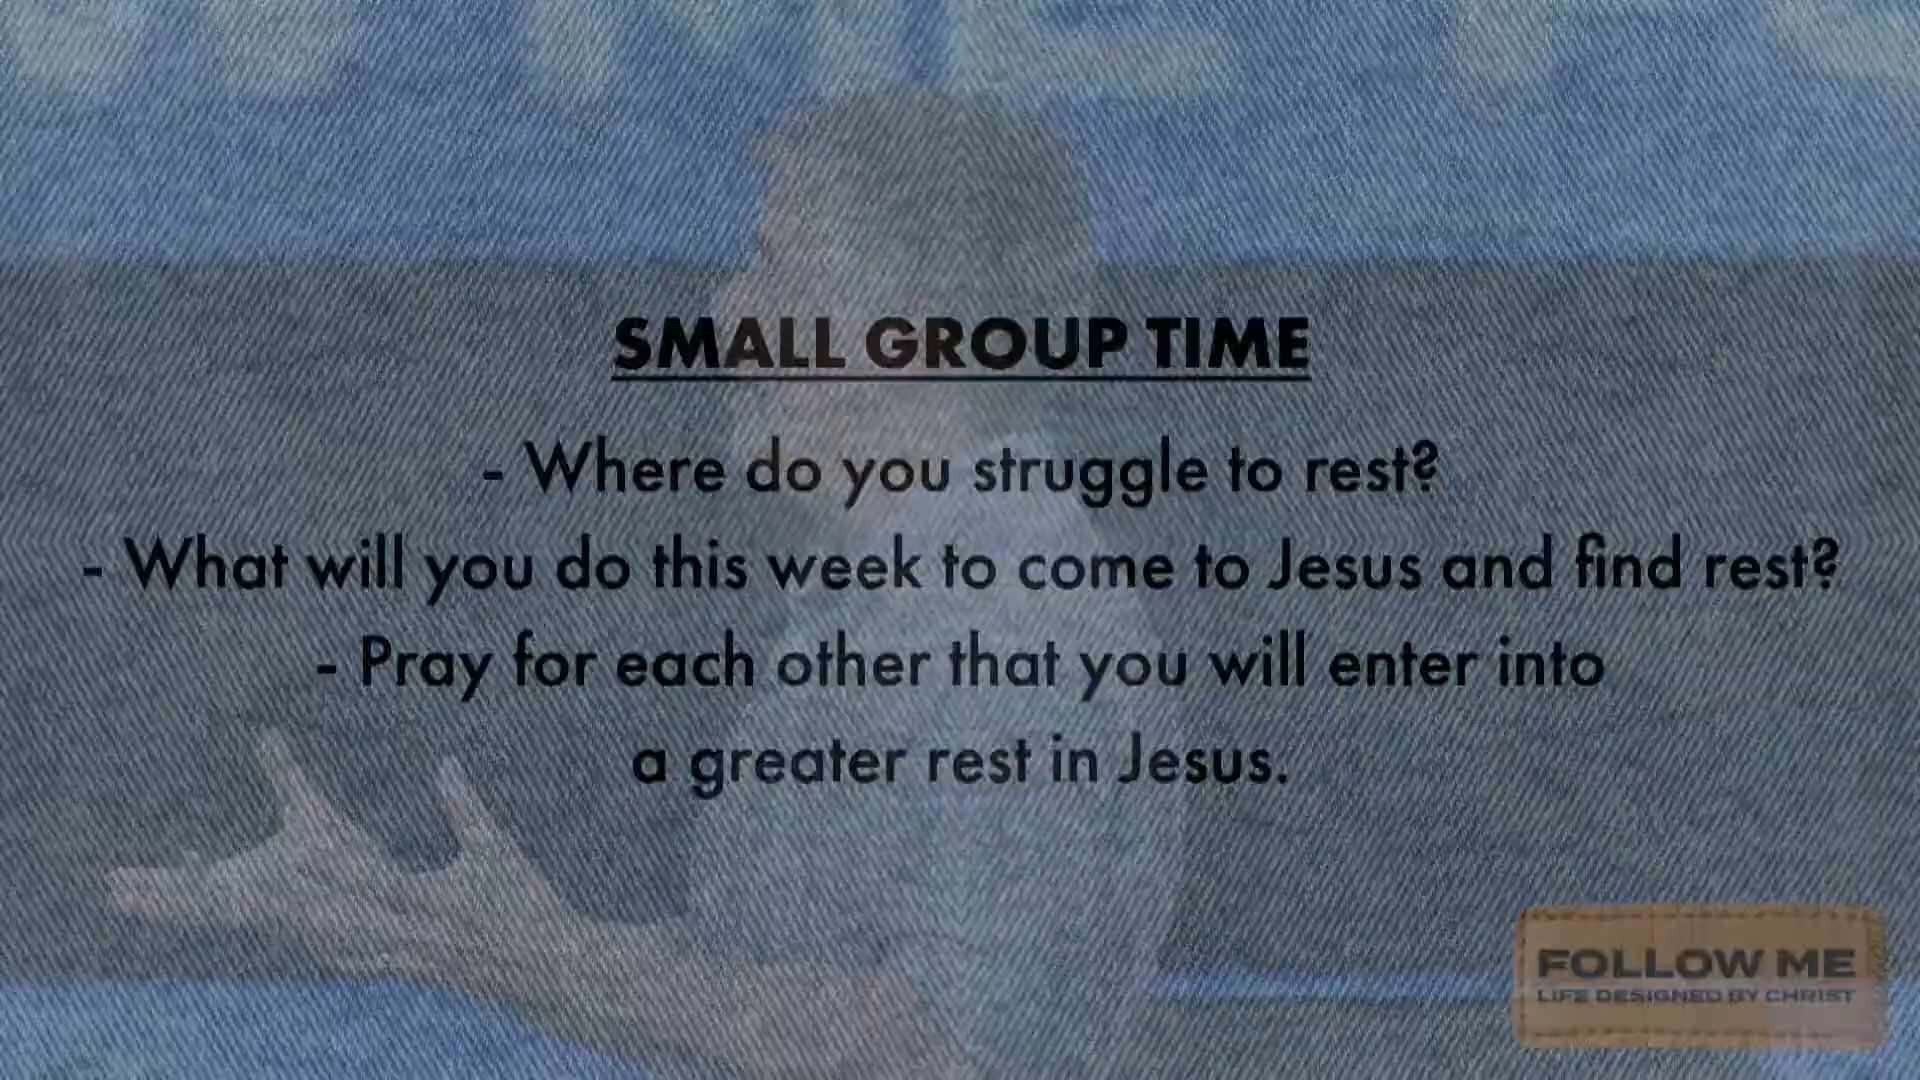 SMALL GROUP TIME
- Where do you struggle to rest?
- What will you do this week to come to Jesus and find rest?
- Pray for each other that you will enter into
a greater rest in Jesus.
FOLLOW ME
LIFE DESIGNED BY CHRIST